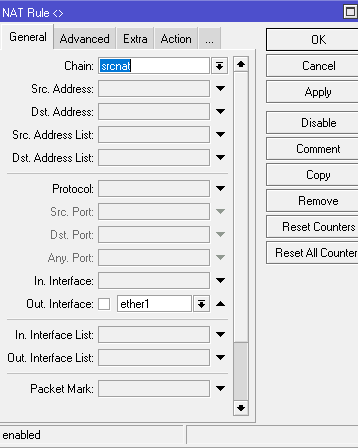 NAT Rule <>
General Advanced Extra Action ...
Chain: srcnat
Src. Address:
Dst. Address:
Src. Address List:
Dst. Address List:
Protocol:
Src. Port:
Dst. Port:
Any. Port:
In. Interface:
Out. Interface: ether1
In. Interface List:
Out. Interface List:
Packet Mark:
OK
Cancel
Apply
Disable
Comment
Copy
Remove
Reset Counters
Reset All Counter
enabled